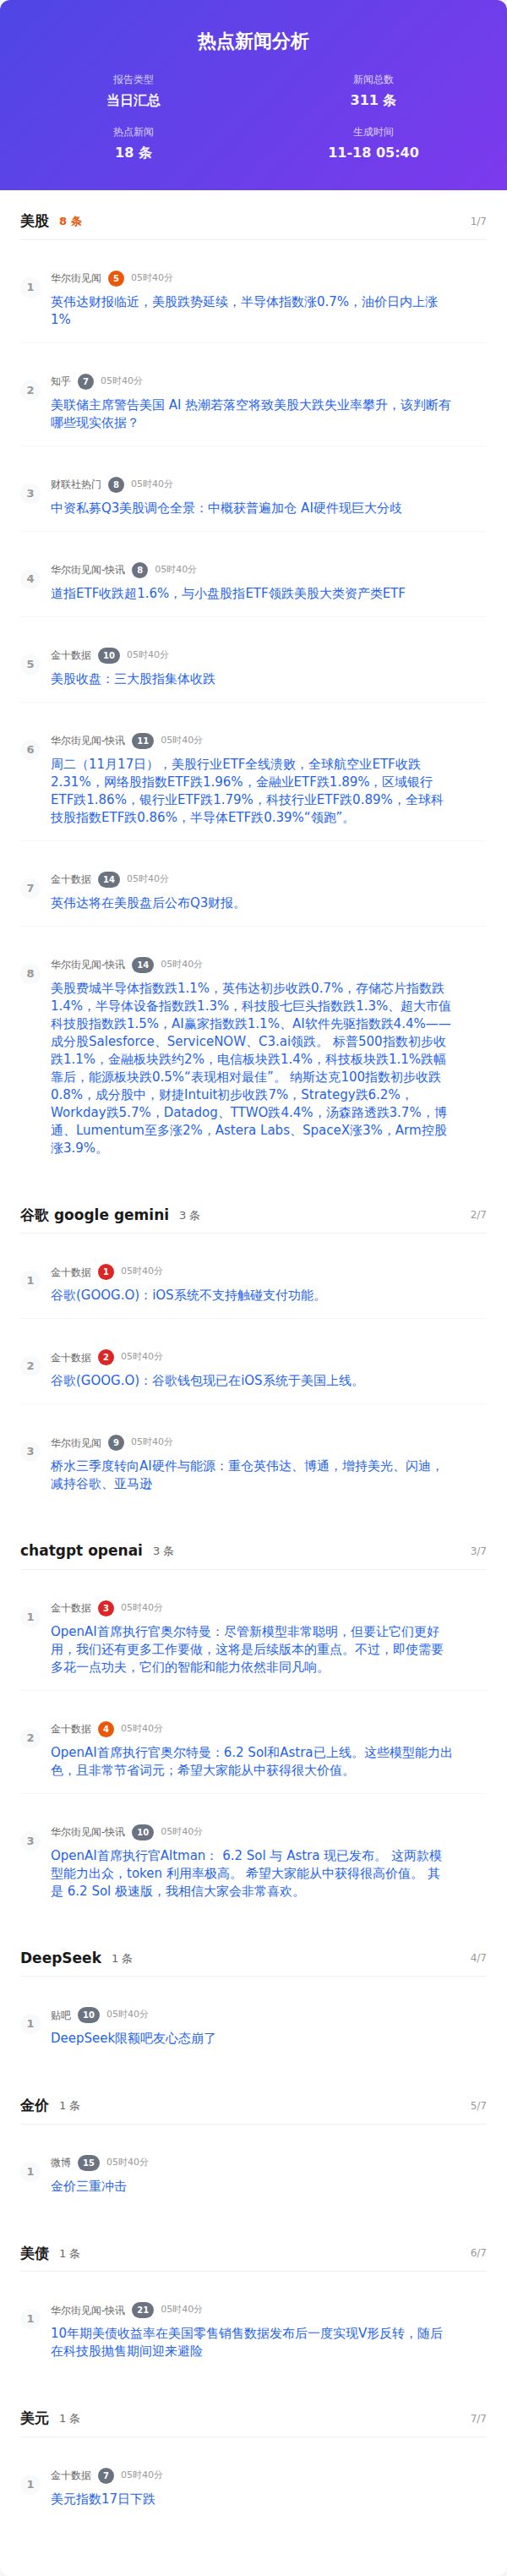 热点新闻分析
报告类型
新闻总数
当日汇总
311 条
热点新闻
生成时间
18 条
11-18 05:40
美股 8 条 1/7
1 华尔街见闻 5 05时40分
英伟达财报临近，美股跌势延续，半导体指数涨0.7%，油价日内上涨
1%
2 知乎 7 05时40分
美联储主席警告美国 AI 热潮若落空将致美股大跌失业率攀升，该判断有
哪些现实依据？
3 财联社热门 8 05时40分
中资私募Q3美股调仓全景：中概获普遍加仓 AI硬件现巨大分歧
4 华尔街见闻-快讯 8 05时40分
道指ETF收跌超1.6%，与小盘股指ETF领跌美股大类资产类ETF
5 金十数据 10 05时40分
美股收盘：三大股指集体收跌
6 华尔街见闻-快讯 11 05时40分
周二（11月17日），美股行业ETF全线溃败，全球航空业ETF收跌
2.31%，网络股指数ETF跌1.96%，金融业ETF跌1.89%，区域银行
ETF跌1.86%，银行业ETF跌1.79%，科技行业ETF跌0.89%，全球科
技股指数ETF跌0.86%，半导体ETF跌0.39%“领跑”。
7 金十数据 14 05时40分
英伟达将在美股盘后公布Q3财报。
8 华尔街见闻-快讯 14 05时40分
美股费城半导体指数跌1.1%，英伟达初步收跌0.7%，存储芯片指数跌
1.4%，半导体设备指数跌1.3%，科技股七巨头指数跌1.3%、超大市值
科技股指数跌1.5%，AI赢家指数跌1.1%、AI软件先驱指数跌4.4%——
成分股Salesforce、ServiceNOW、C3.ai领跌。 标普500指数初步收
跌1.1%，金融板块跌约2%，电信板块跌1.4%，科技板块跌1.1%跌幅
靠后，能源板块跌0.5%“表现相对最佳”。 纳斯达克100指数初步收跌
0.8%，成分股中，财捷Intuit初步收跌7%，Strategy跌6.2%，
Workday跌5.7%，Datadog、TTWO跌4.4%，汤森路透跌3.7%，博
通、Lumentum至多涨2%，Astera Labs、SpaceX涨3%，Arm控股
涨3.9%。
谷歌 google gemini 3 条 2/7
1 金十数据 1 05时40分
谷歌(GOOG.O)：iOS系统不支持触碰支付功能。
2 金十数据 2 05时40分
谷歌(GOOG.O)：谷歌钱包现已在iOS系统于美国上线。
3 华尔街见闻 9 05时40分
桥水三季度转向AI硬件与能源：重仓英伟达、博通，增持美光、闪迪，
减持谷歌、亚马逊
chatgpt openai 3 条 3/7
1 金十数据 3 05时40分
OpenAI首席执行官奥尔特曼：尽管新模型非常聪明，但要让它们更好
用，我们还有更多工作要做，这将是后续版本的重点。不过，即使需要
多花一点功夫，它们的智能和能力依然非同凡响。
2 金十数据 4 05时40分
OpenAI首席执行官奥尔特曼：6.2 Sol和Astra已上线。这些模型能力出
色，且非常节省词元；希望大家能从中获得很大价值。
3 华尔街见闻-快讯 10 05时40分
OpenAI首席执行官Altman： 6.2 Sol 与 Astra 现已发布。 这两款模
型能力出众，token 利用率极高。 希望大家能从中获得很高价值。 其
是 6.2 Sol 极速版，我相信大家会非常喜欢。
DeepSeek 1 条 4/7
1 贴吧 10 05时40分
DeepSeek限额吧友心态崩了
金价 1 条 5/7
1 微博 15 05时40分
金价三重冲击
美债 1 条 6/7
1 华尔街见闻-快讯 21 05时40分
10年期美债收益率在美国零售销售数据发布后一度实现V形反转，随后
在科技股抛售期间迎来避险
美元 1 条 7/7
1 金十数据 7 05时40分
美元指数17日下跌